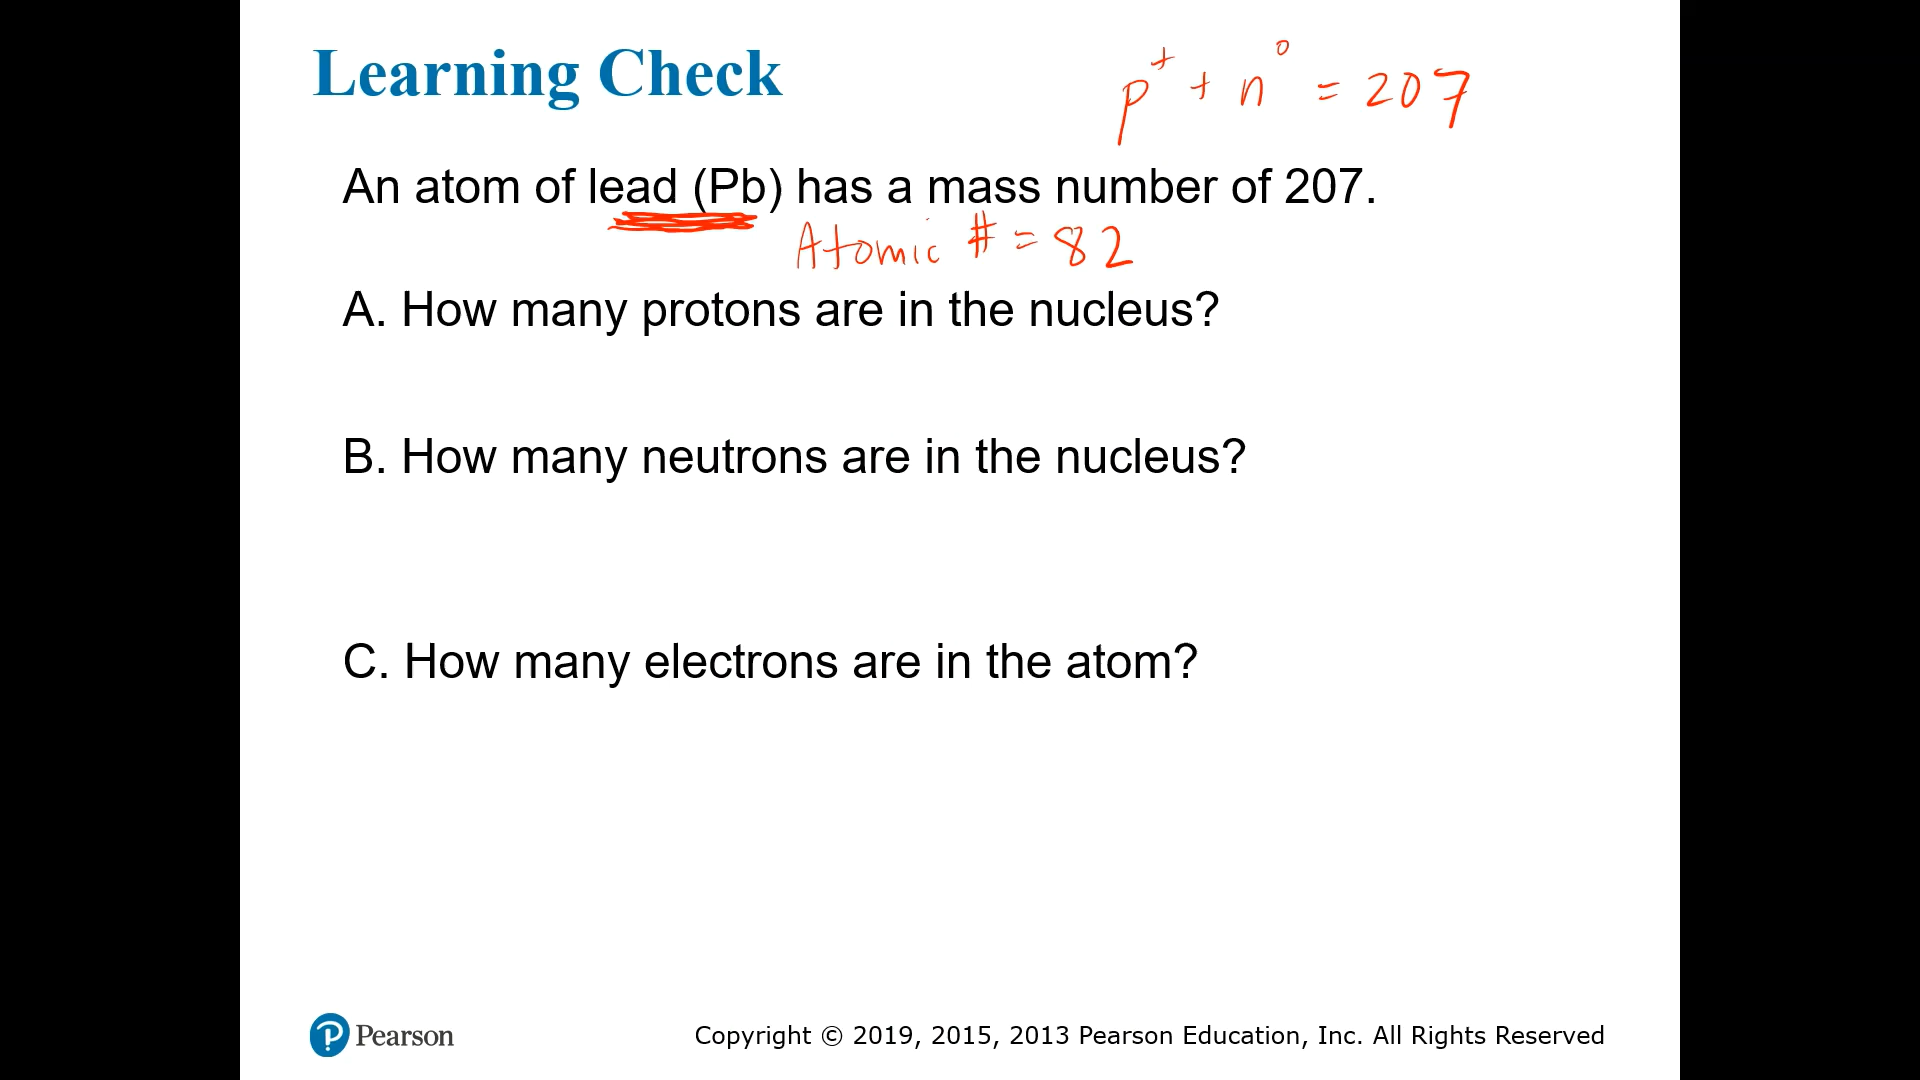 Learning Check
p⁺ + n⁰ = 207
An atom of lead (Pb) has a mass number of 207.
Atomic # = 82
A. How many protons are in the nucleus?
B. How many neutrons are in the nucleus?
C. How many electrons are in the atom?
Pearson
Copyright © 2019, 2015, 2013 Pearson Education, Inc. All Rights Reserved